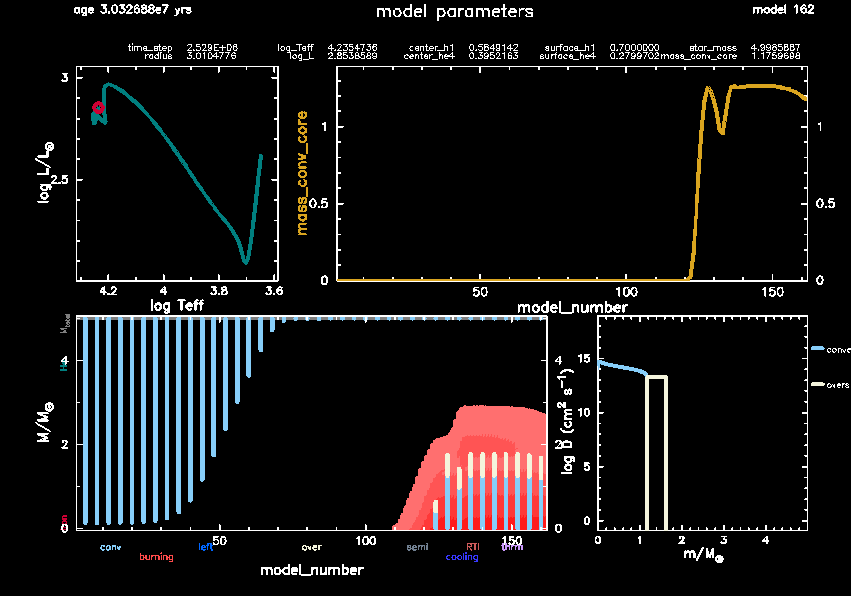 age 3.032688e7 yrs model parameters model 162
time_step 2.529E+06 log_Teff 4.2354736 center_h1 0.5849142 surface_h1 0.7000000 star_mass 4.9985887
radius 3.0104776 log_L 2.8538589 center_he4 0.3952163 surface_he4 0.2799702 mass_conv_core 1.1759698
3
2.5
log L/L☉
4.2 4 3.8 3.6
log Teff
mass_conv_core
1
0.5
0
1
0.5
0
50 100 150
model_number
M/M☉
4
2
0
4
2
0
50 100 150
conv left over semi RTI thrm
burning cooling
model_number
log D (cm² s⁻¹)
15
10
5
0
0 1 2 3 4
m/M☉
conve
overs